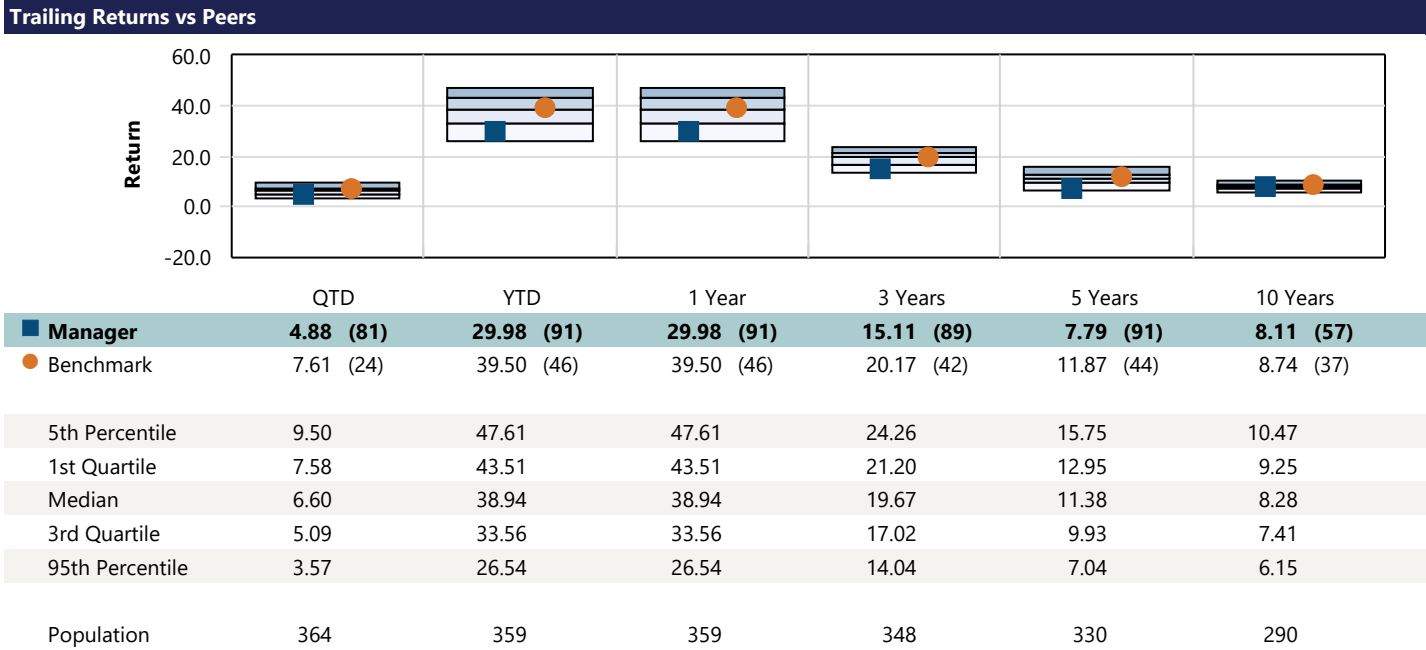 Trailing Returns vs Peers
60.0
40.0
20.0
0.0
-20.0
Return
QTD YTD 1 Year 3 Years 5 Years 10 Years
Manager 4.88 (81) 29.98 (91) 29.98 (91) 15.11 (89) 7.79 (91) 8.11 (57)
Benchmark 7.61 (24) 39.50 (46) 39.50 (46) 20.17 (42) 11.87 (44) 8.74 (37)
5th Percentile 9.50 47.61 47.61 24.26 15.75 10.47
1st Quartile 7.58 43.51 43.51 21.20 12.95 9.25
Median 6.60 38.94 38.94 19.67 11.38 8.28
3rd Quartile 5.09 33.56 33.56 17.02 9.93 7.41
95th Percentile 3.57 26.54 26.54 14.04 7.04 6.15
Population 364 359 359 348 330 290